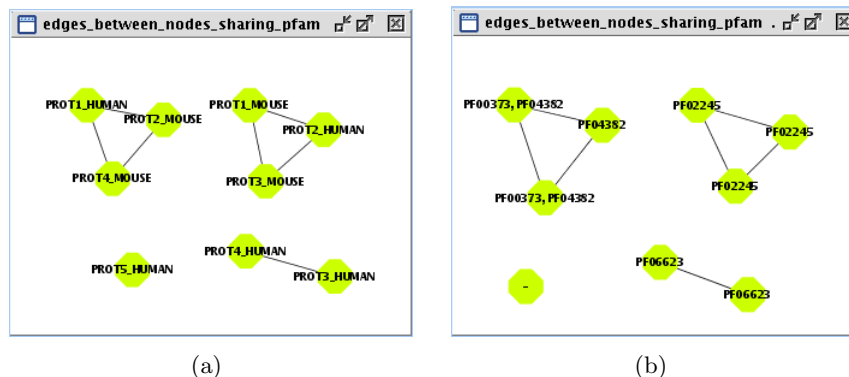 edges_between_nodes_sharing_pfam
PROT1_HUMAN
PROT2_MOUSE
PROT4_MOUSE
PROT1_MOUSE
PROT2_HUMAN
PROT3_MOUSE
PROT5_HUMAN
PROT4_HUMAN
PROT3_HUMAN
(a)
edges_between_nodes_sharing_pfam .
PF00373,PF04382
PF04382
PF00373,PF04382
PF02245
PF02245
PF02245
-
PF06623
PF06623
(b)